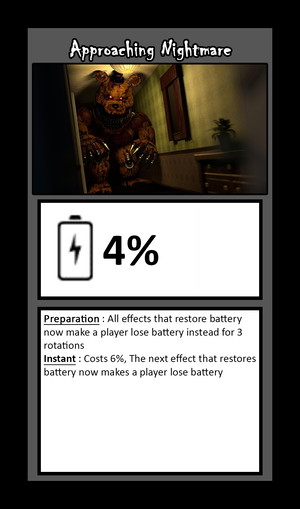 Approaching Nightmare
4%
Preparation : All effects that restore battery
now make a player lose battery instead for 3
rotations
Instant : Costs 6%, The next effect that restores
battery now makes a player lose battery